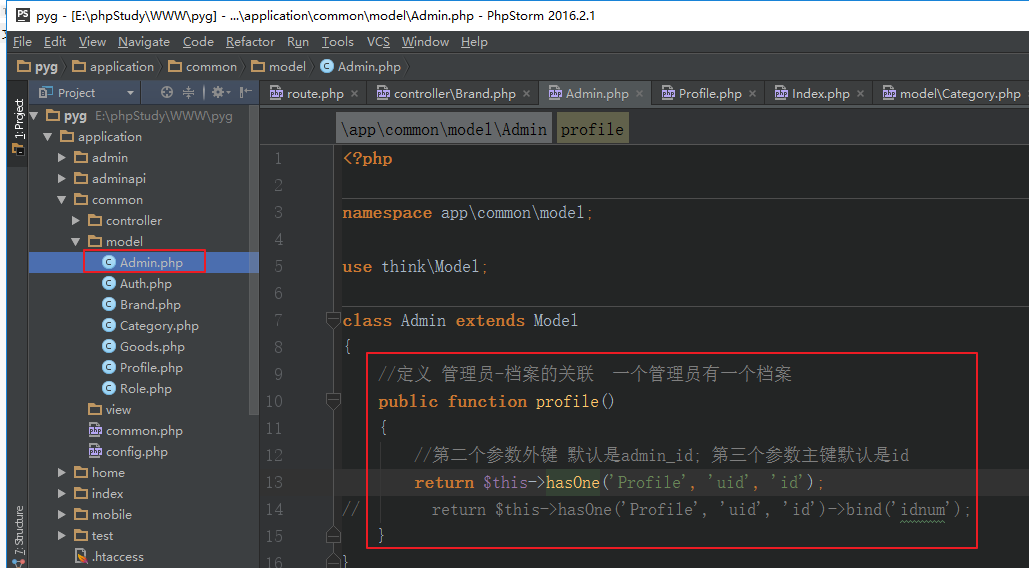 pyg - [E:\phpStudy\WWW\pyg] - ...\application\common\model\Admin.php - PhpStorm 2016.2.1
File Edit View Navigate Code Refactor Run Tools VCS Window Help
pyg application common model Admin.php
Project
route.php controller\Brand.php Admin.php Profile.php Index.php model\Category.php
1: Project
7: Structure
pyg E:\phpStudy\WWW\pyg
application
admin
adminapi
common
controller
model
Admin.php
Auth.php
Brand.php
Category.php
Goods.php
Profile.php
Role.php
view
common.php
config.php
home
index
mobile
test
.htaccess
\app\common\model\Admin profile
1 <?php
2
3 namespace app\common\model;
4
5 use think\Model;
6
7 class Admin extends Model
8 {
9 //定义 管理员-档案的关联 一个管理员有一个档案
10 public function profile()
11 {
12 //第二个参数外键 默认是admin_id; 第三个参数主键默认是id
13 return $this->hasOne('Profile', 'uid', 'id');
14 // return $this->hasOne('Profile', 'uid', 'id')->bind('idnum');
15 }
16 }